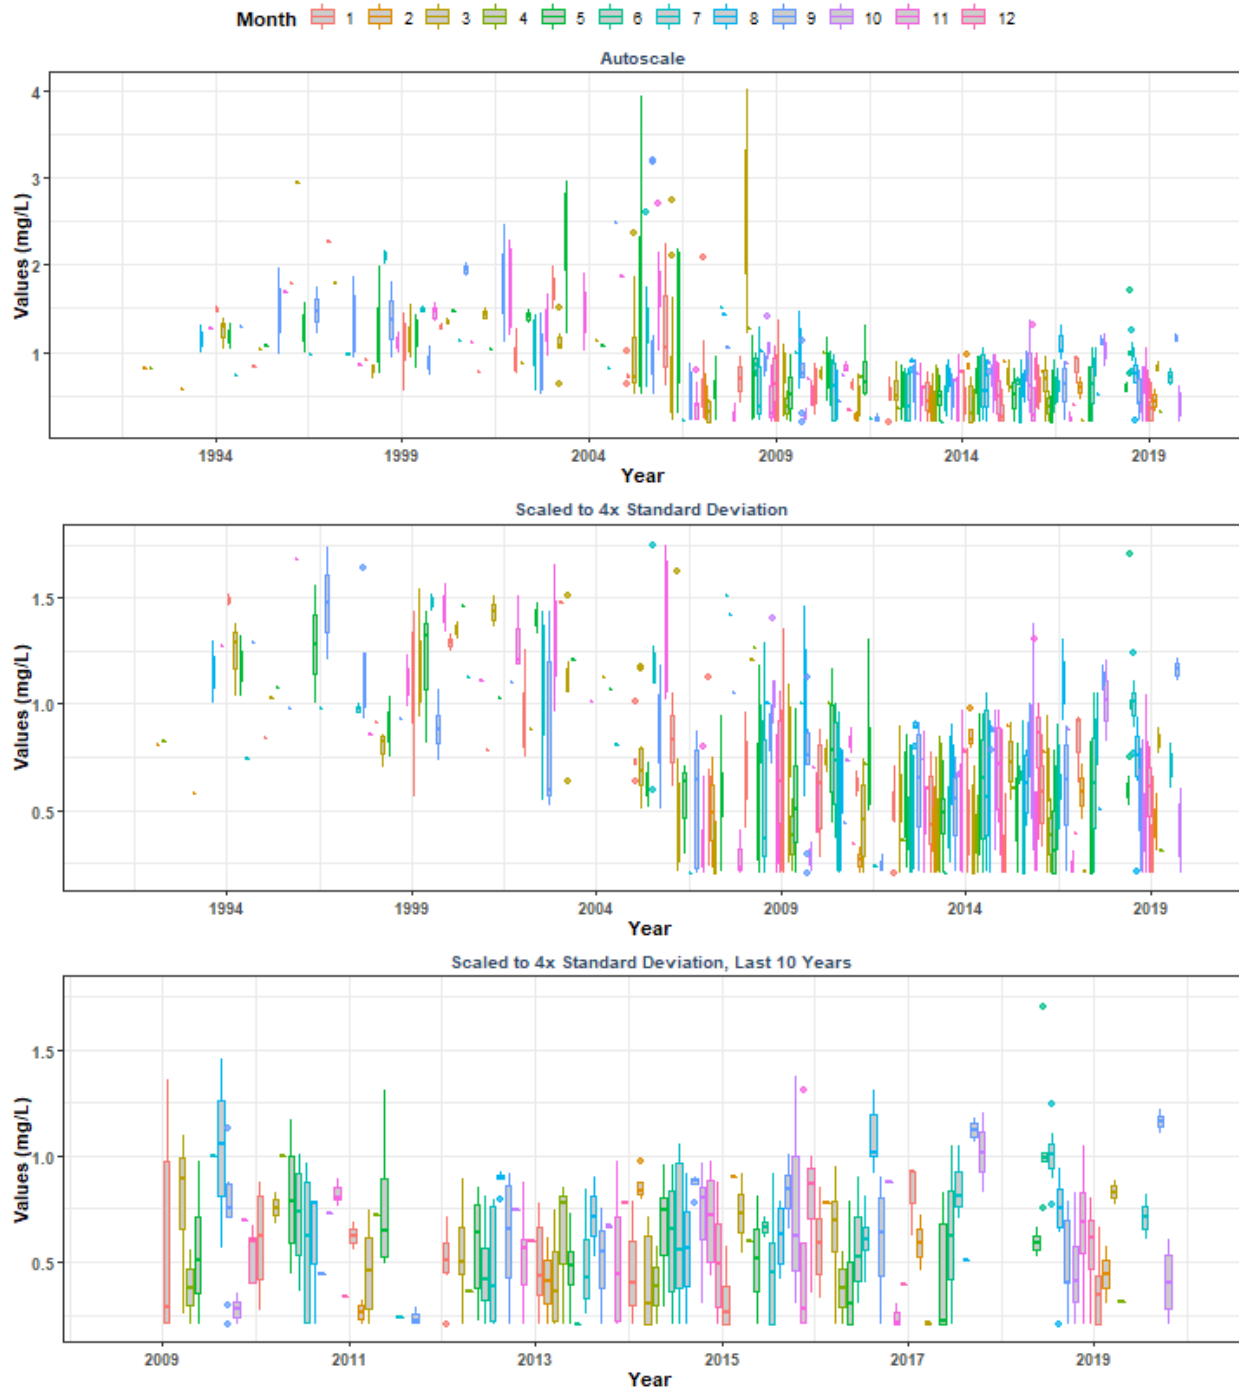 Month 1 2 3 4 5 6 7 8 9 10 11 12
Autoscale
Values (mg/L)
4
3
2
1
1994 1999 2004 2009 2014 2019
Year
Scaled to 4x Standard Deviation
Values (mg/L)
1.5
1.0
0.5
1994 1999 2004 2009 2014 2019
Year
Scaled to 4x Standard Deviation, Last 10 Years
Values (mg/L)
1.5
1.0
0.5
2009 2011 2013 2015 2017 2019
Year